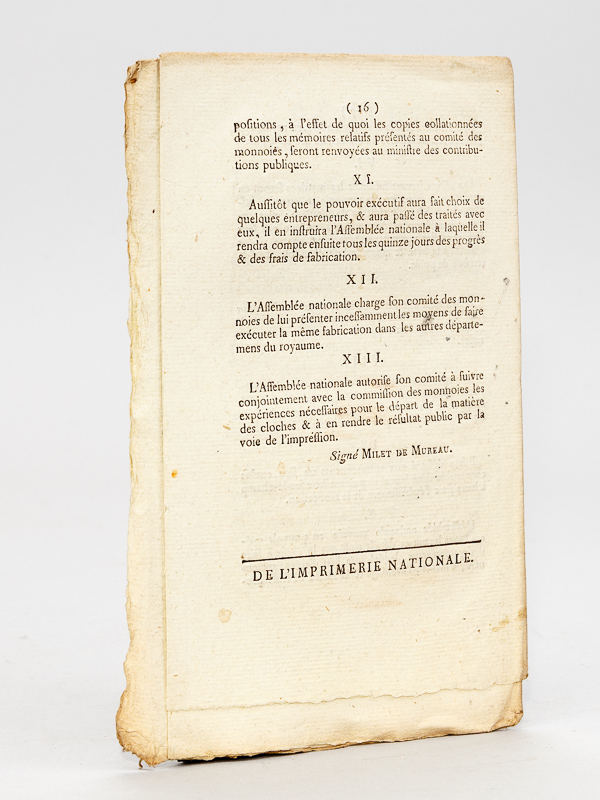 ( 16 )
positions, à l'effet de quoi les copies collationnées
de tous les mémoires relatifs présentés au comité des
monnoiês, seront renvoyées au ministre des contribu-
tions publiques.
X I.
Aussitôt que le pouvoir exécutif aura fait choix de
quelques entrepreneurs, & aura passé des traités avec
eux, il en instruira l'Assemblée nationale à laquelle il
rendra compte ensuite tous les quinze jours des progrès
& des frais de fabrication.
X I I.
L'Assemblée nationale charge son comité des mon-
noies de lui présenter incessamment les moyens de faire
exécuter la même fabrication dans les autres départe-
mens du royaume.
X I I I.
L'Assemblée nationale autorise son comité à suivre
conjointement avec la commission des monnoies les
expériences nécessaires pour le départ de la matière
des cloches & à en rendre le résultat public par la
voie de l'impression.
Signé MILET DE MUREAU.
DE L'IMPRIMERIE NATIONALE.